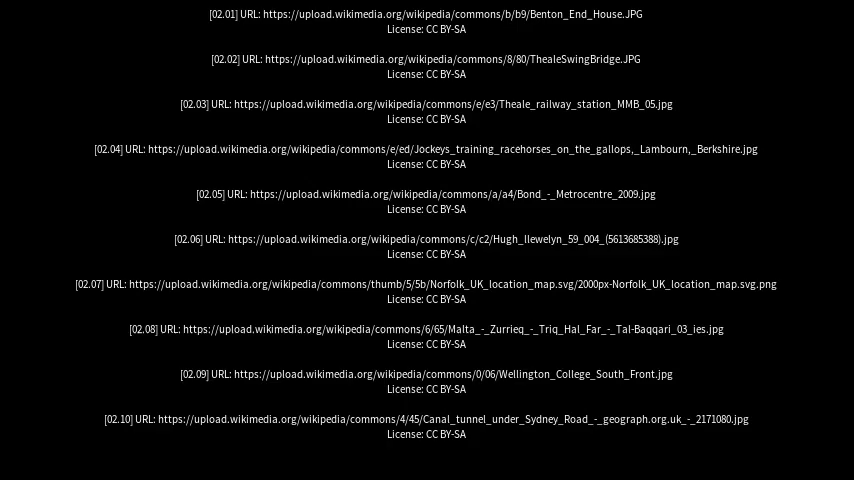 [02.01] URL: https://upload.wikimedia.org/wikipedia/commons/b/b9/Benton_End_House.JPG
License: CC BY-SA
[02.02] URL: https://upload.wikimedia.org/wikipedia/commons/8/80/ThealeSwingBridge.JPG
License: CC BY-SA
[02.03] URL: https://upload.wikimedia.org/wikipedia/commons/e/e3/Theale_railway_station_MMB_05.jpg
License: CC BY-SA
[02.04] URL: https://upload.wikimedia.org/wikipedia/commons/e/ed/Jockeys_training_racehorses_on_the_gallops,_Lambourn,_Berkshire.jpg
License: CC BY-SA
[02.05] URL: https://upload.wikimedia.org/wikipedia/commons/a/a4/Bond_-_Metrocentre_2009.jpg
License: CC BY-SA
[02.06] URL: https://upload.wikimedia.org/wikipedia/commons/c/c2/Hugh_llewelyn_59_004_(5613685388).jpg
License: CC BY-SA
[02.07] URL: https://upload.wikimedia.org/wikipedia/commons/thumb/5/5b/Norfolk_UK_location_map.svg/2000px-Norfolk_UK_location_map.svg.png
License: CC BY-SA
[02.08] URL: https://upload.wikimedia.org/wikipedia/commons/6/65/Malta_-_Zurrieq_-_Triq_Hal_Far_-_Tal-Baqqari_03_ies.jpg
License: CC BY-SA
[02.09] URL: https://upload.wikimedia.org/wikipedia/commons/0/06/Wellington_College_South_Front.jpg
License: CC BY-SA
[02.10] URL: https://upload.wikimedia.org/wikipedia/commons/4/45/Canal_tunnel_under_Sydney_Road_-_geograph.org.uk_-_2171080.jpg
License: CC BY-SA